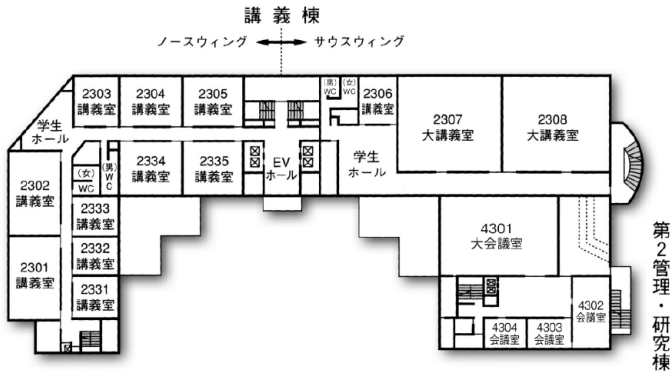 講義棟
ノースウィング
サウスウィング
2303
講義室
2304
講義室
2305
講義室
(男)
WC
(女)
WC
2306
講義室
2307
大講義室
2308
大講義室
学生
ホール
2302
講義室
(女)
WC
(男)
WC
2334
講義室
2335
講義室
EV
ホール
学生
ホール
2333
講義室
2332
講義室
2301
講義室
2331
講義室
4301
大会議室
4302
会議室
4304
会議室
4303
会議室
第2管理・研究棟